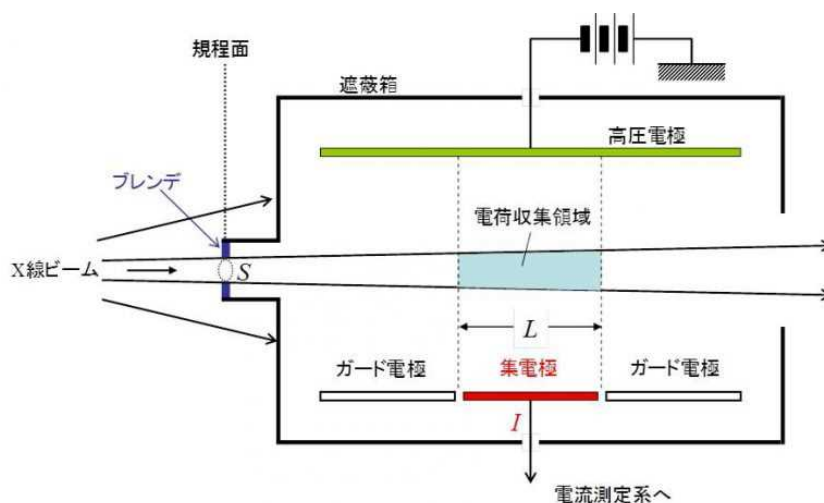 規程面
遮蔽箱
高圧電極
ブレンデ
電荷収集領域
X線ビーム
S
L
ガード電極
集電極
ガード電極
I
電流測定系へ